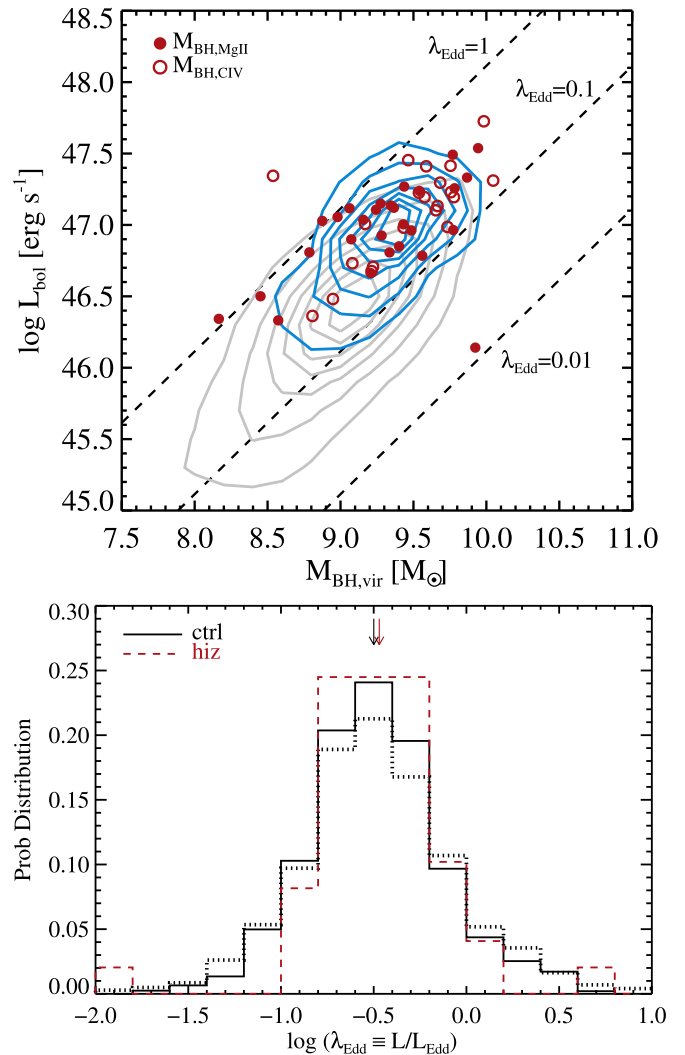 48.5
48.0
47.5
47.0
46.5
46.0
45.5
45.0
log L_bol [erg s⁻¹]
M_BH,MgII
M_BH,CIV
λ_Edd=1
λ_Edd=0.1
λ_Edd=0.01
7.5 8.0 8.5 9.0 9.5 10.0 10.5 11.0
M_BH,vir [M_⊙]
0.30
0.25
0.20
0.15
0.10
0.05
0.00
Prob Distribution
ctrl
hiz
-2.0 -1.5 -1.0 -0.5 0.0 0.5 1.0
log (λ_Edd ≡ L/L_Edd)